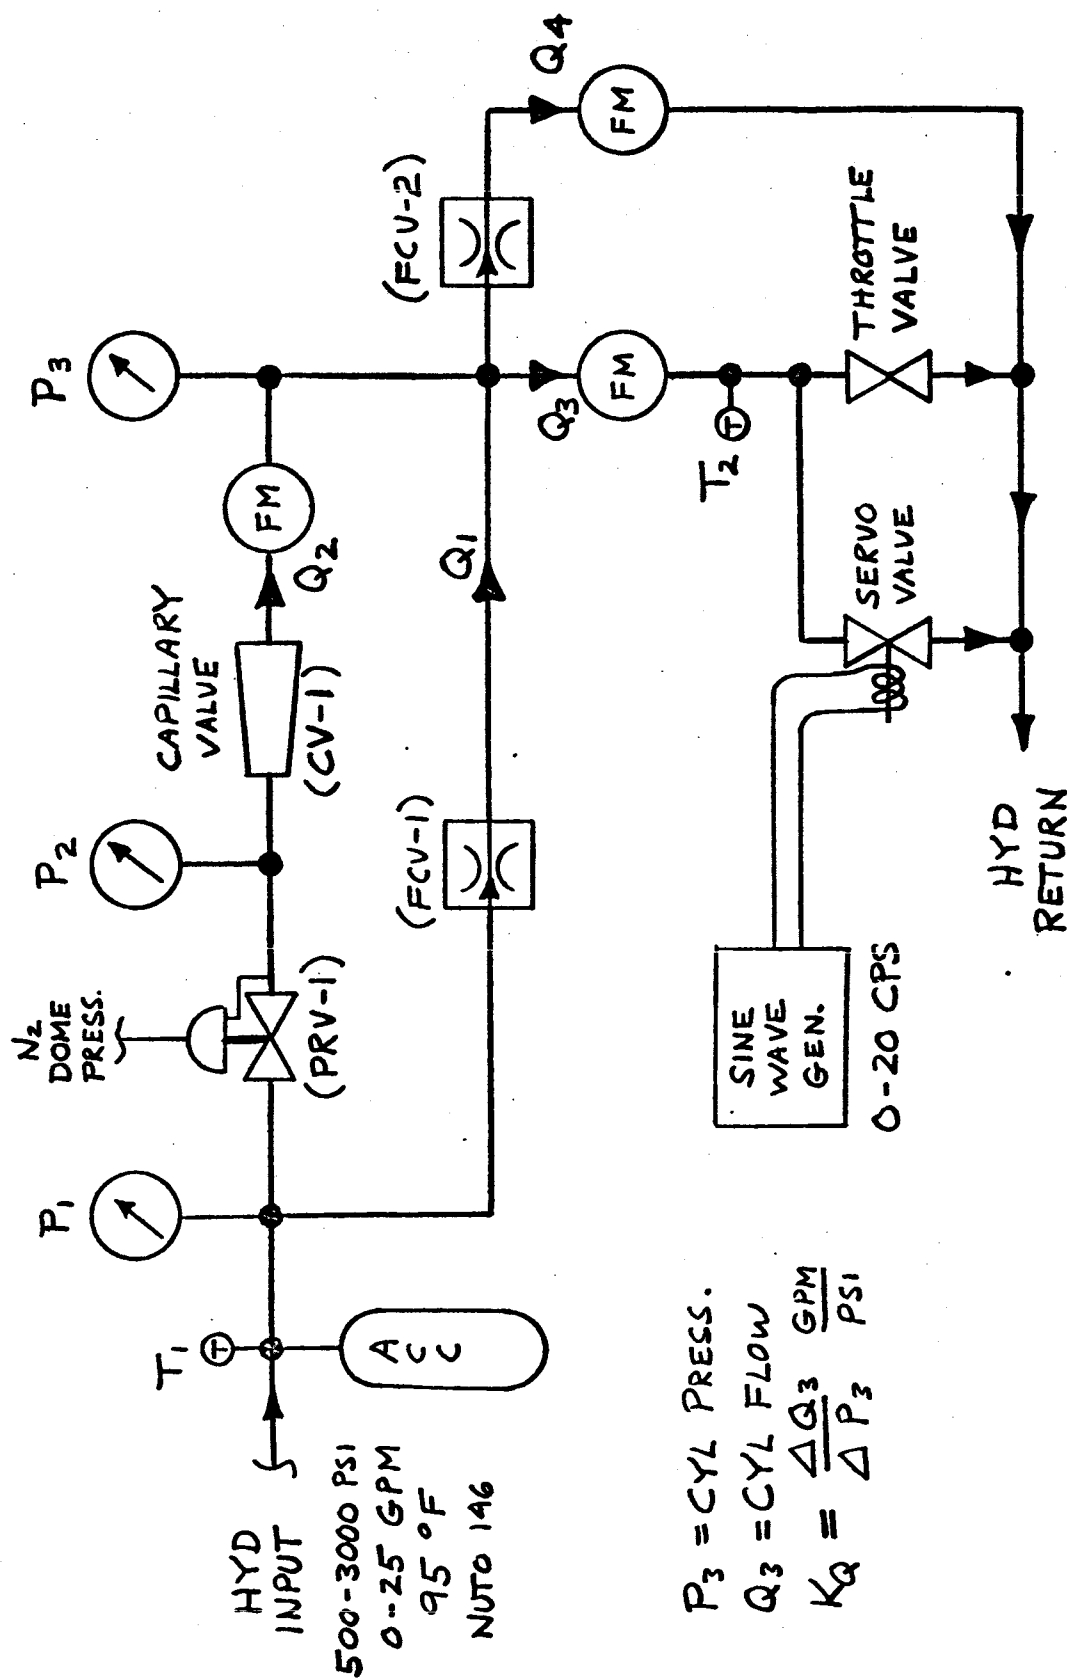 HYD
INPUT
500-3000 PSI
0-25 GPM
95 °F
NUTO 146
T1
T
ACC
P1
N2
DOME
PRESS.
(PRV-1)
P2
CAPILLARY
VALVE
(CV-1)
Q2
FM
P3
(FCV-1)
Q1
(FCV-2)
Q4
FM
Q3
FM
T2
T
THROTTLE
VALVE
SERVO
VALVE
SINE
WAVE
GEN.
0-20 CPS
HYD
RETURN
P3 = CYL PRESS.
Q3 = CYL FLOW
KQ = ΔQ3 / ΔP3 GPM / PSI